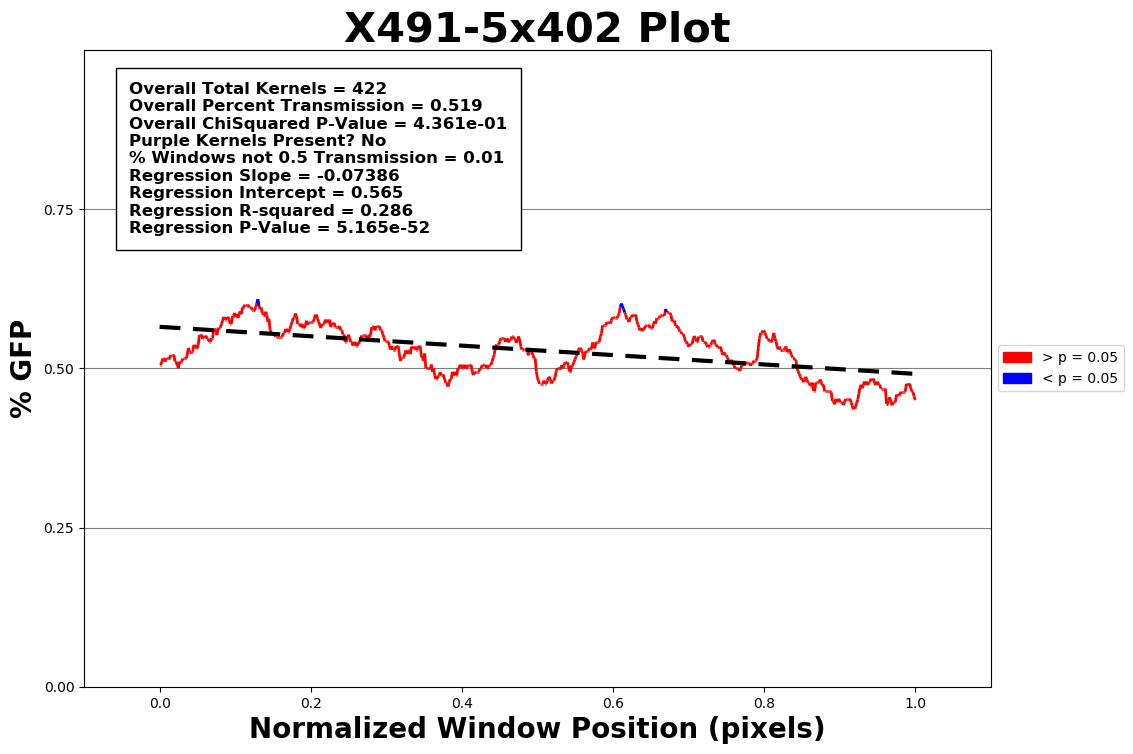 X491-5x402 Plot
Overall Total Kernels = 422
Overall Percent Transmission = 0.519
Overall ChiSquared P-Value = 4.361e-01
Purple Kernels Present? No
% Windows not 0.5 Transmission = 0.01
Regression Slope = -0.07386
Regression Intercept = 0.565
Regression R-squared = 0.286
Regression P-Value = 5.165e-52
% GFP
0.75
0.50
0.25
0.00
0.0 0.2 0.4 0.6 0.8 1.0
Normalized Window Position (pixels)
> p = 0.05
< p = 0.05